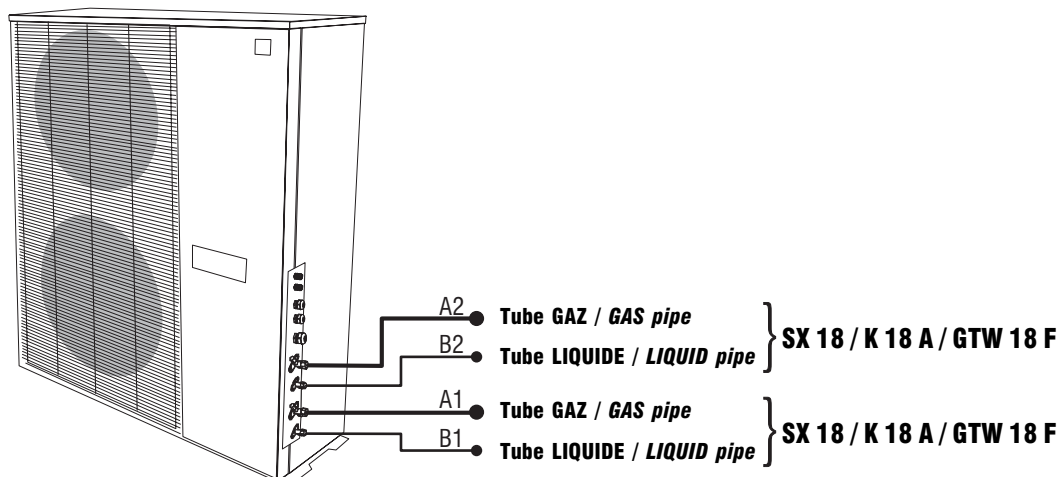 A2 Tube GAZ / GAS pipe
B2 Tube LIQUIDE / LIQUID pipe
SX 18 / K 18 A / GTW 18 F
A1 Tube GAZ / GAS pipe
B1 Tube LIQUIDE / LIQUID pipe
SX 18 / K 18 A / GTW 18 F